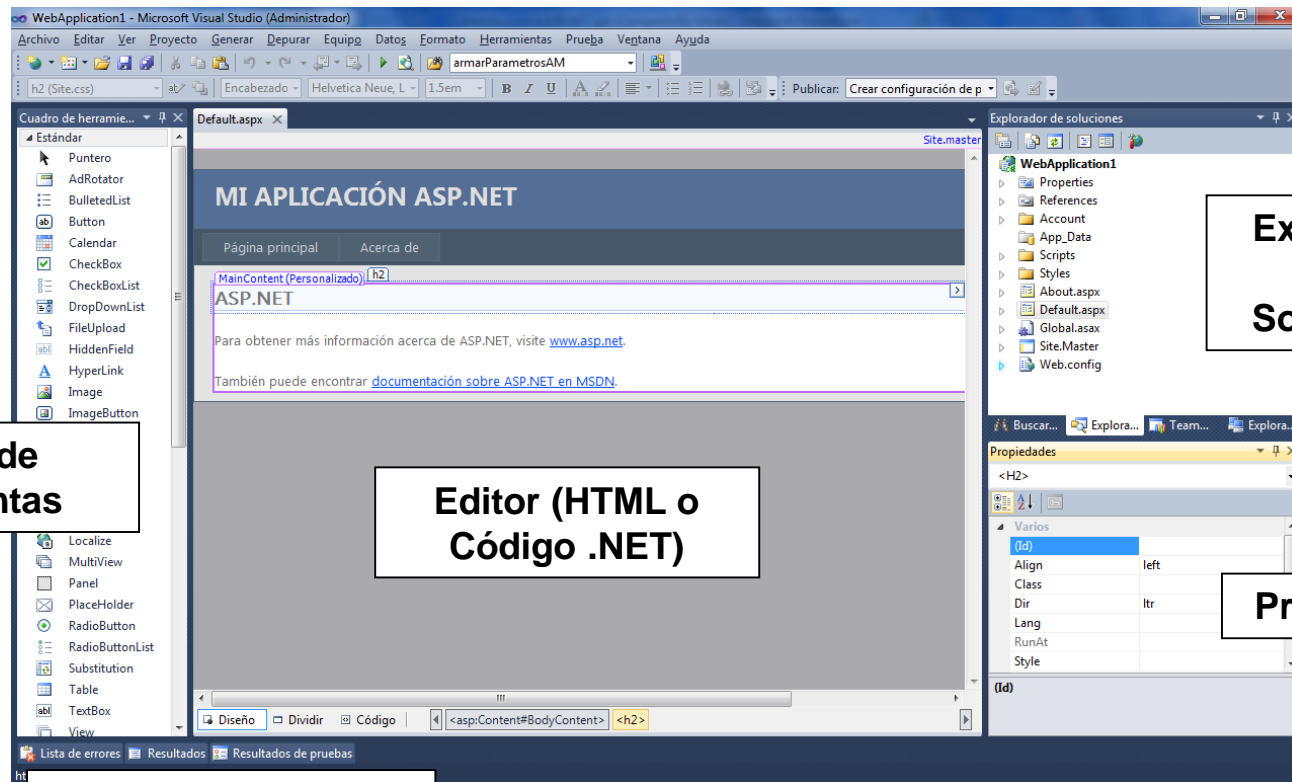 WebApplication1 - Microsoft Visual Studio (Administrador)
Archivo Editar Ver Proyecto Generar Depurar Equipo Datos Formato Herramientas Prueba Ventana Ayuda
armarParametrosAM
h2 (Site.css) Encabezado Helvetica Neue, L 1.5em B I U A Publicar: Crear configuración de p
Cuadro de herramie...
Estándar
Puntero
AdRotator
BulletedList
Button
Calendar
CheckBox
CheckBoxList
DropDownList
FileUpload
HiddenField
HyperLink
Image
ImageButton
de
ntas
Localize
MultiView
Panel
PlaceHolder
RadioButton
RadioButtonList
Substitution
Table
TextBox
View
Default.aspx
Site.master
MI APLICACIÓN ASP.NET
Página principal Acerca de
MainContent (Personalizado) h2
ASP.NET
Para obtener más información acerca de ASP.NET, visite www.asp.net.
También puede encontrar documentación sobre ASP.NET en MSDN.
Editor (HTML o
Código .NET)
Diseño Dividir Código <asp:Content#BodyContent> <h2>
Explorador de soluciones
WebApplication1
Properties
References
Account
App_Data
Scripts
Styles
About.aspx
Default.aspx
Global.asax
Site.Master
Web.config
Ex
So
Buscar... Explora... Team... Explora...
Propiedades
<H2>
Varios
(Id)
Align left
Class
Dir ltr
Lang
RunAt
Style
Pr
(Id)
Lista de errores Resultados Resultados de pruebas
ht